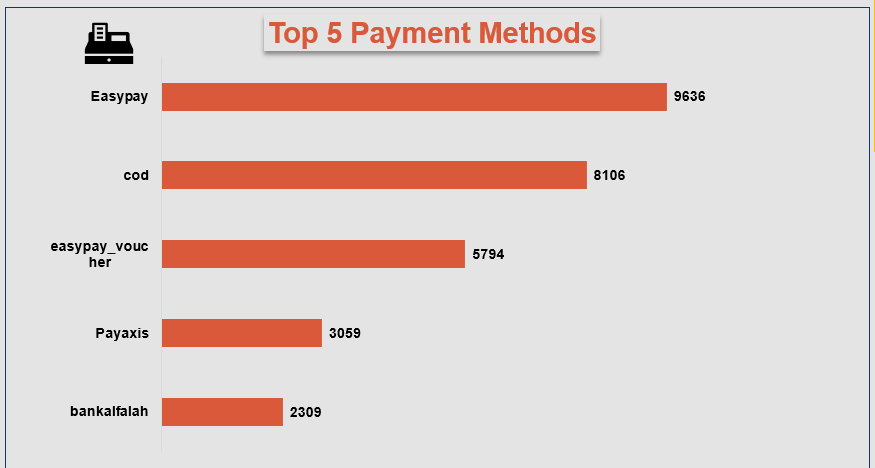 Top 5 Payment Methods
Easypay
9636
cod
8106
easypay_vouc
her
5794
Payaxis
3059
bankalfalah
2309